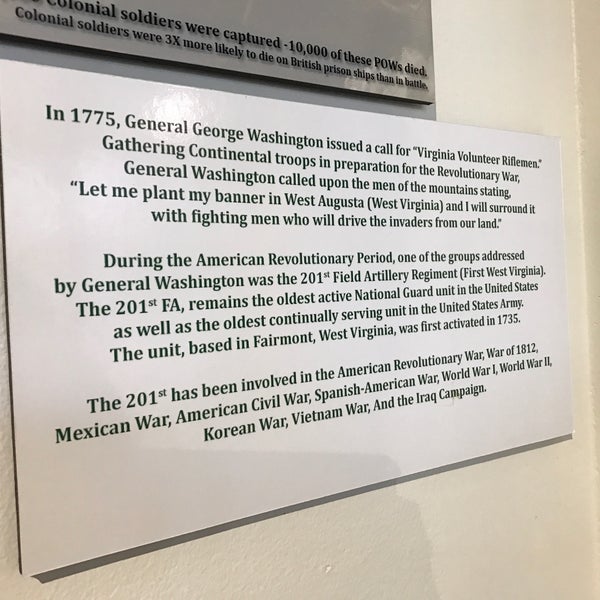 Colonial soldiers were captured -10,000 of these POWs died.
Colonial soldiers were 3X more likely to die on British prison ships than in battle.
In 1775, General George Washington issued a call for "Virginia Volunteer Riflemen."
Gathering Continental troops in preparation for the Revolutionary War,
General Washington called upon the men of the mountains stating,
"Let me plant my banner in West Augusta (West Virginia) and I will surround it
with fighting men who will drive the invaders from our land."
During the American Revolutionary Period, one of the groups addressed
by General Washington was the 201st Field Artillery Regiment (First West Virginia).
The 201st FA, remains the oldest active National Guard unit in the United States
as well as the oldest continually serving unit in the United States Army.
The unit, based in Fairmont, West Virginia, was first activated in 1735.
The 201st has been involved in the American Revolutionary War, War of 1812,
Mexican War, American Civil War, Spanish-American War, World War I, World War II,
Korean War, Vietnam War, And the Iraq Campaign.